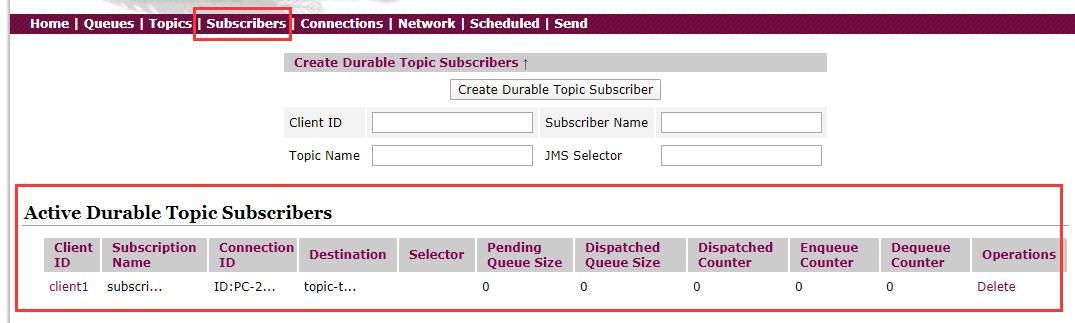 Home | Queues | Topics | Subscribers | Connections | Network | Scheduled | Send
Create Durable Topic Subscribers ↑
Create Durable Topic Subscriber
Client ID Subscriber Name
Topic Name JMS Selector
Active Durable Topic Subscribers
Client Subscription Connection Destination Selector Pending Dispatched Dispatched Enqueue Dequeue Operations
ID Name ID Queue Size Queue Size Counter Counter Counter
client1 subscri... ID:PC-2... topic-t... 0 0 0 0 0 Delete